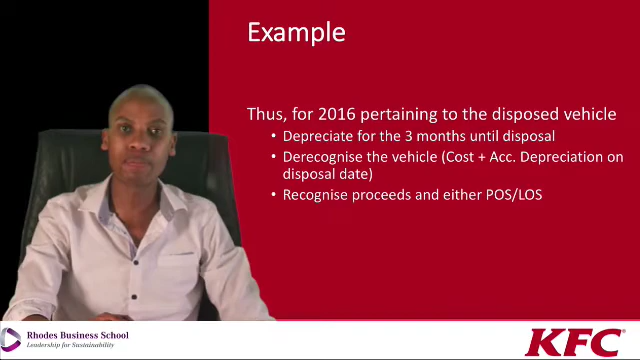 Example
Thus, for 2016 pertaining to the disposed vehicle
• Depreciate for the 3 months until disposal
• Derecognise the vehicle (Cost + Acc. Depreciation on
disposal date)
• Recognise proceeds and either POS/LOS
Rhodes Business School
Leadership for Sustainability
KFC